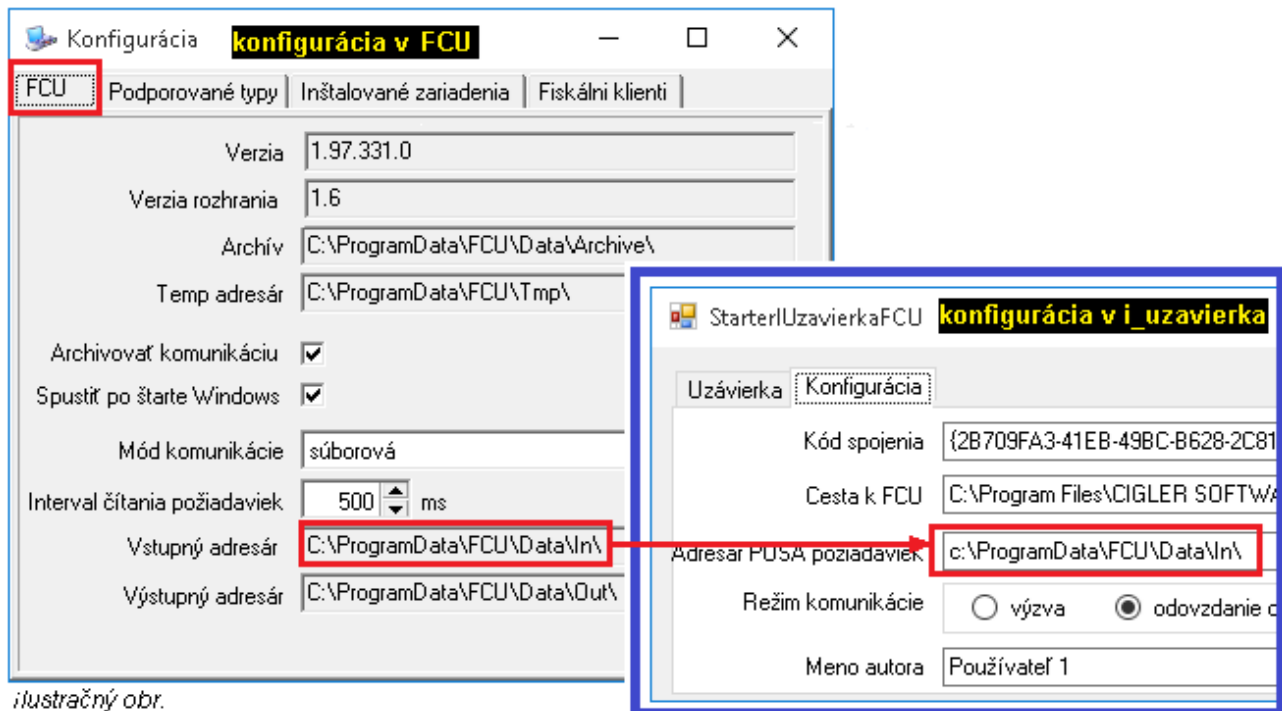 Konfigurácia konfigurácia v FCU
FCU Podporované typy Inštalované zariadenia Fiskálni klienti
Verzia 1.97.331.0
Verzia rozhrania 1.6
Archív C:\ProgramData\FCU\Data\Archive\
Temp adresár C:\ProgramData\FCU\Tmp\
Archivovať komunikáciu
Spustiť po štarte Windows
Mód komunikácie súborová
Interval čítania požiadaviek 500 ms
Vstupný adresár C:\ProgramData\FCU\Data\In\
Výstupný adresár C:\ProgramData\FCU\Data\Out\
StarterIUzavierkaFCU konfigurácia v i_uzavierka
Uzávierka Konfigurácia
Kód spojenia {2B709FA3-41EB-49BC-B628-2C81
Cesta k FCU C:\Program Files\CIGLER SOFTWA
Adresár PUSA požiadaviek c:\ProgramData\FCU\Data\In\
Režim komunikácie výzva odovzdanie
Meno autora Používateľ 1
ilustračný obr.